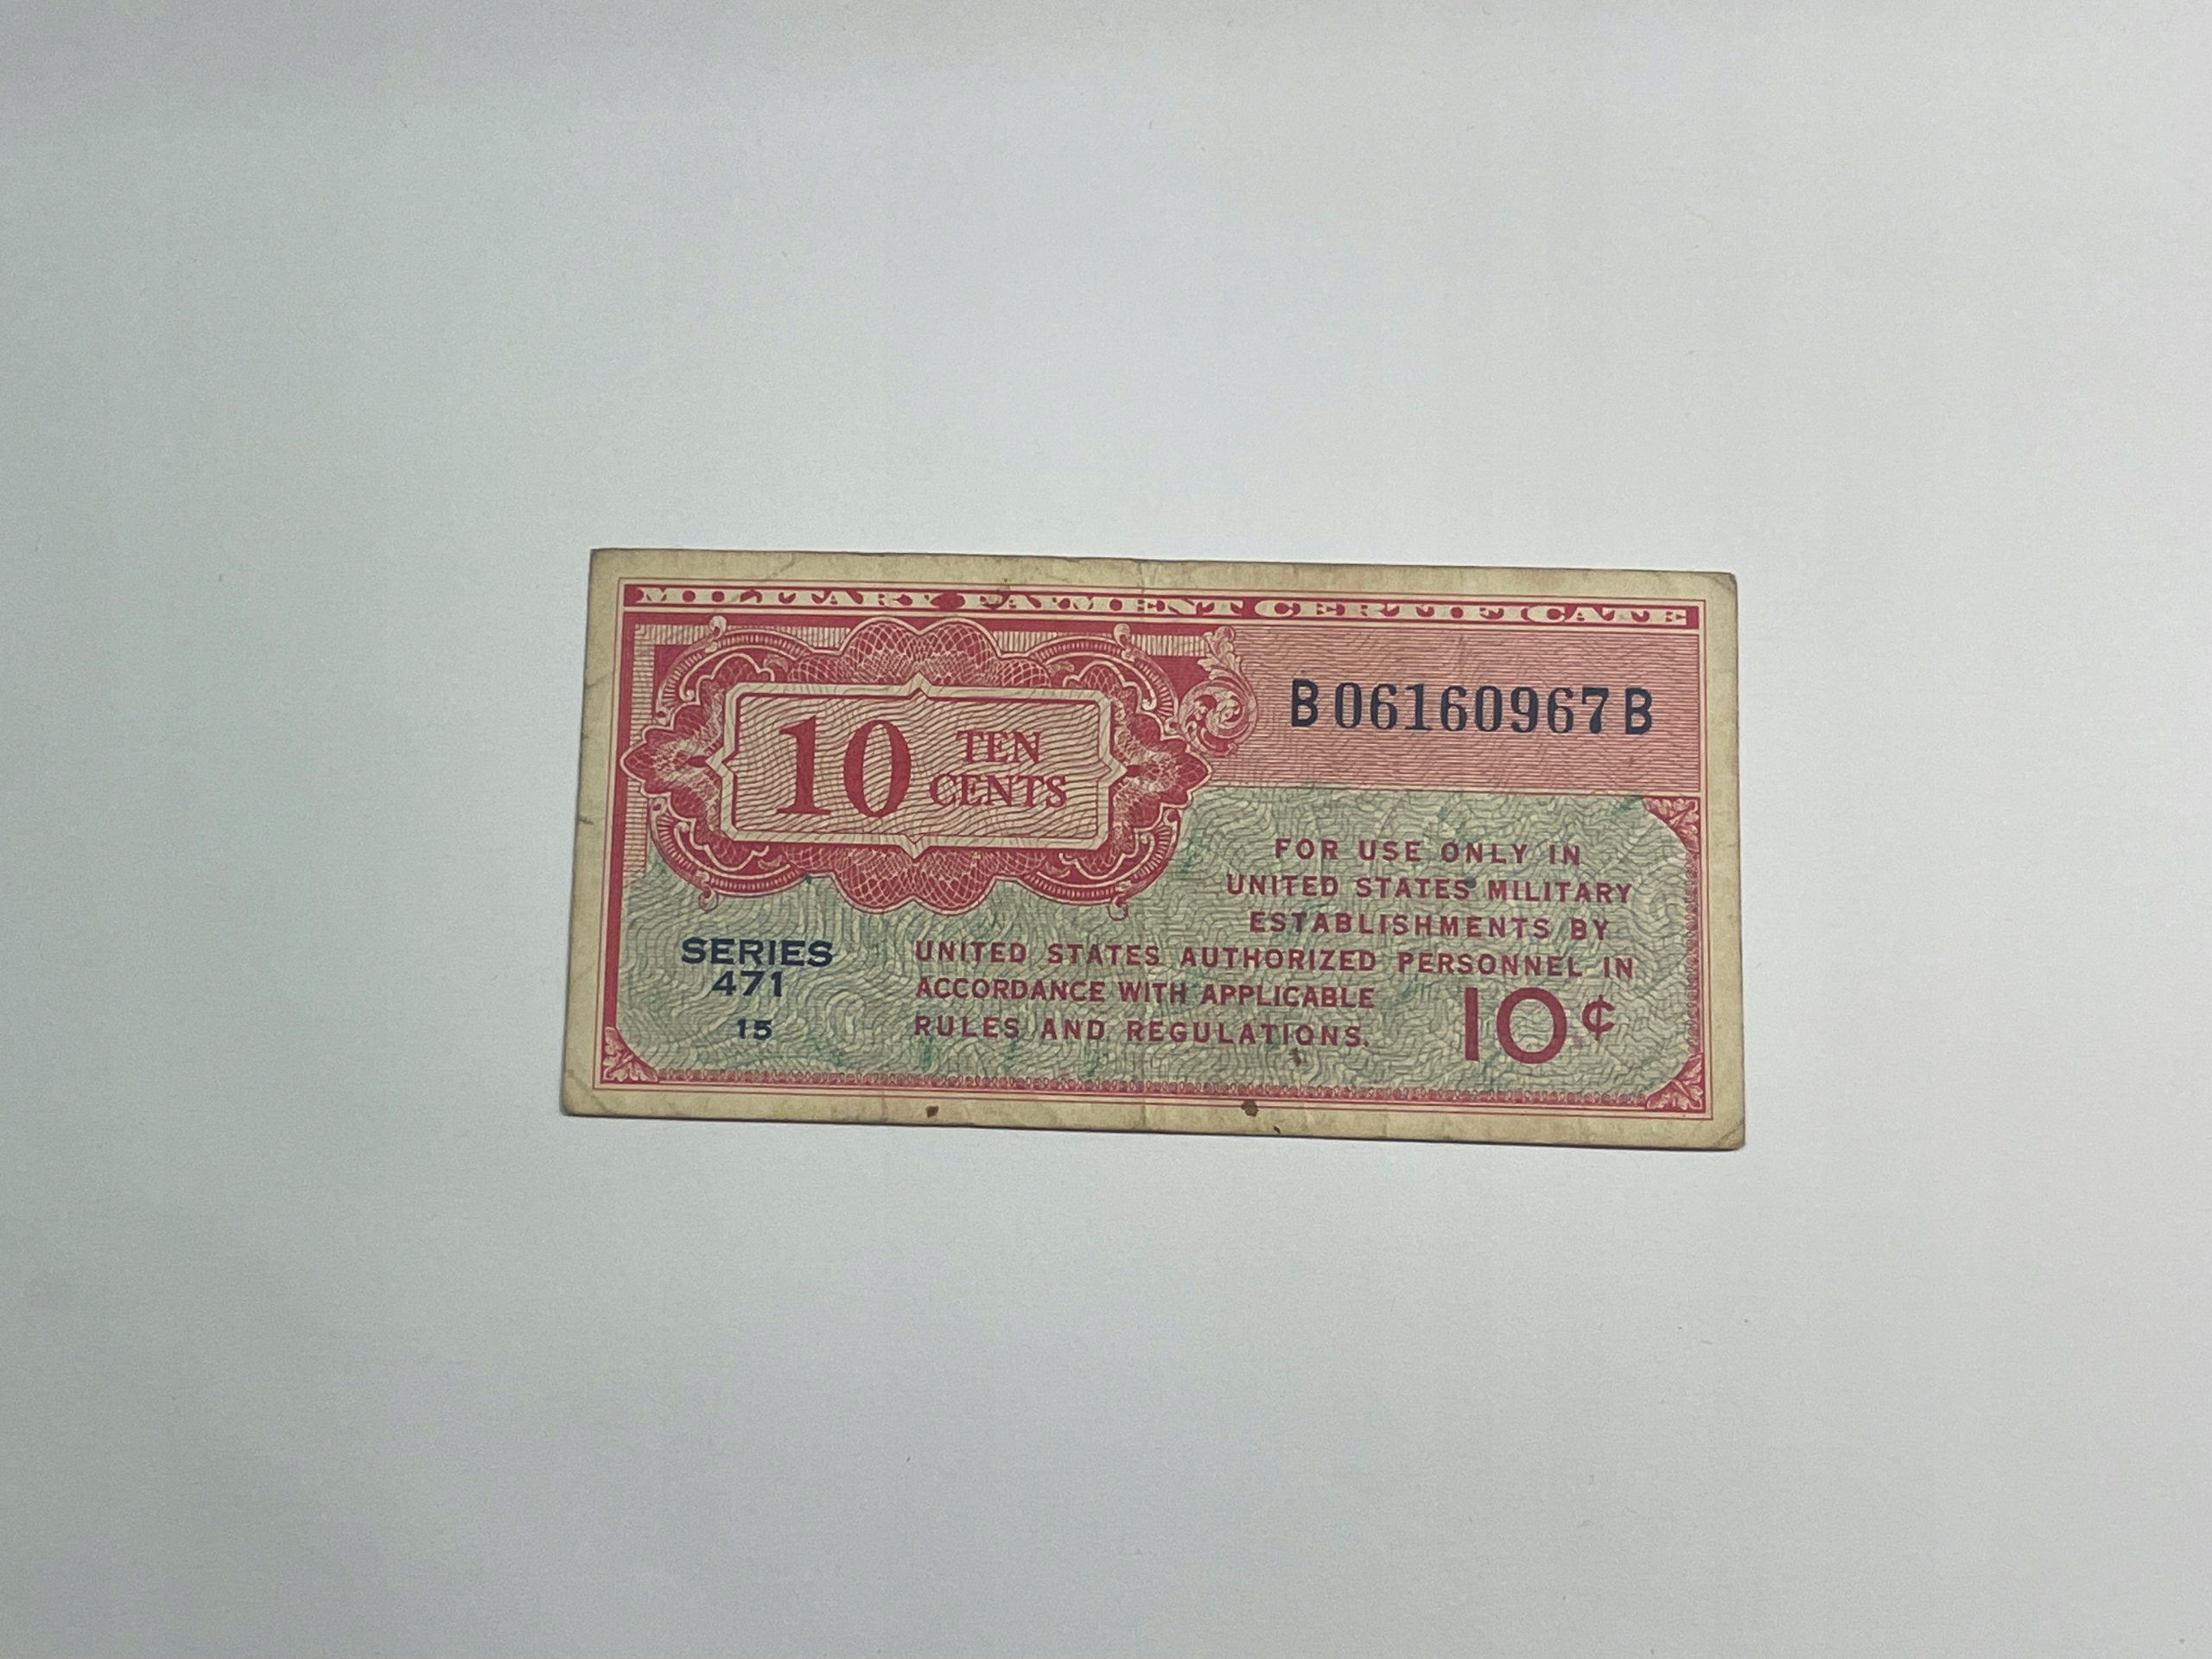 MILITARY PAYMENT CERTIFICATE
B06160967B
10 TEN
CENTS
FOR USE ONLY IN
UNITED STATES MILITARY
ESTABLISHMENTS BY
UNITED STATES AUTHORIZED PERSONNEL IN
ACCORDANCE WITH APPLICABLE
RULES AND REGULATIONS.
SERIES
471
15
10¢